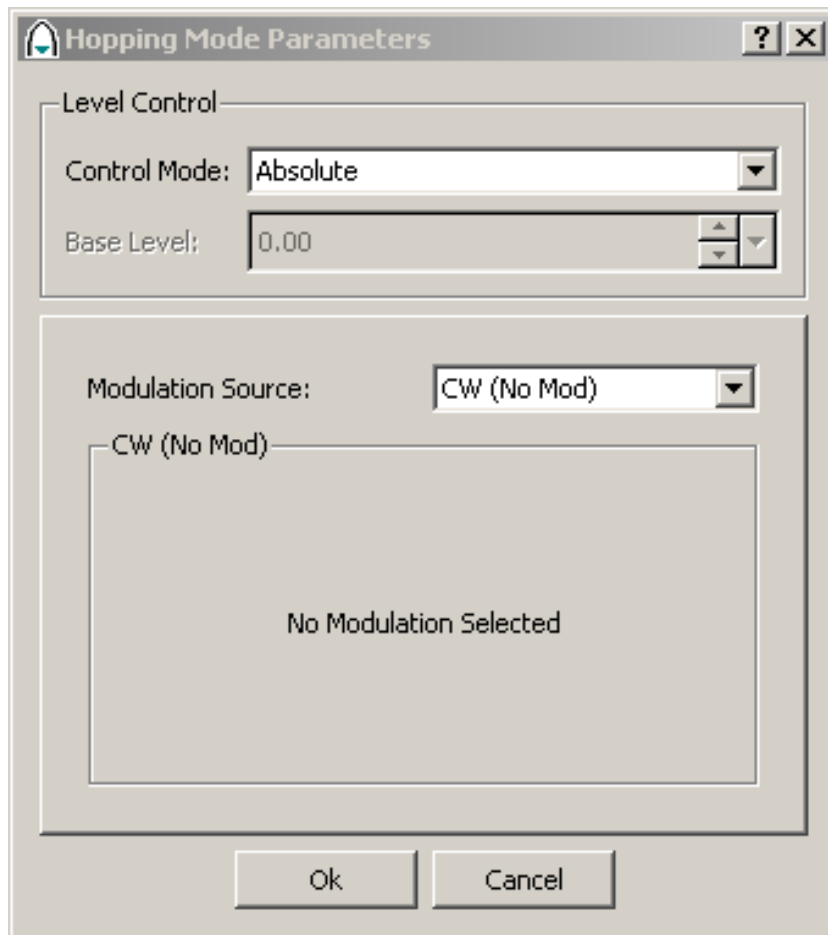 Hopping Mode Parameters
Level Control
Control Mode: Absolute
Base Level: 0.00
Modulation Source: CW (No Mod)
CW (No Mod)
No Modulation Selected
Ok Cancel